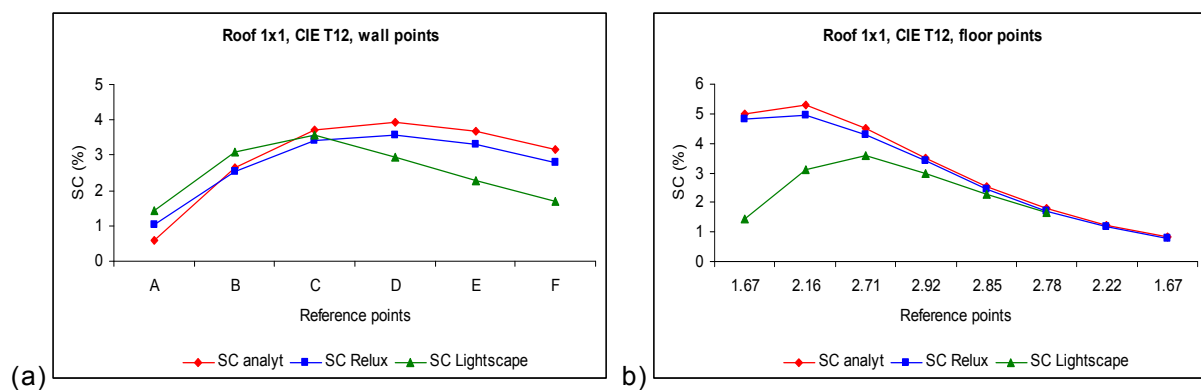 Roof 1x1, CIE T12, wall points
5
4
3
2
1
0
SC (%)
A B C D E F
Reference points
SC analyt SC Relux SC Lightscape
(a)
Roof 1x1, CIE T12, floor points
6
5
4
3
2
1
0
SC (%)
1.67 2.16 2.71 2.92 2.85 2.78 2.22 1.67
Reference points
SC analyt SC Relux SC Lightscape
b)